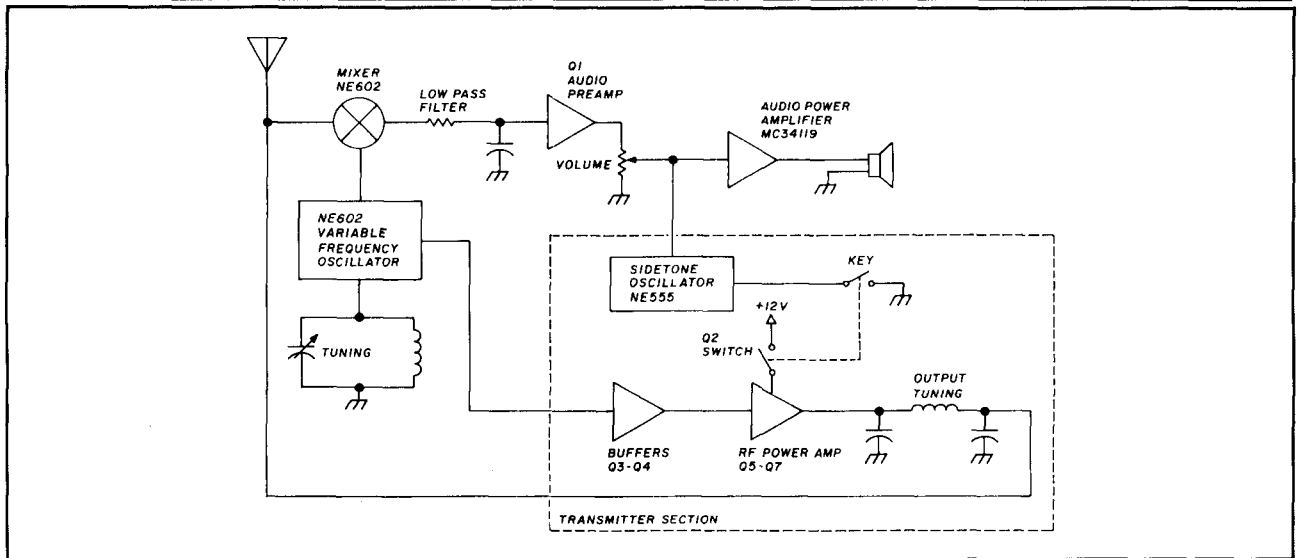 MIXER
NE602
LOW PASS
FILTER
Q1
AUDIO
PREAMP
VOLUME
AUDIO POWER
AMPLIFIER
MC34119
NE602
VARIABLE
FREQUENCY
OSCILLATOR
TUNING
SIDETONE
OSCILLATOR
NE555
KEY
+12V
Q2
SWITCH
OUTPUT
TUNING
BUFFERS
Q3-Q4
RF POWER AMP
Q5-Q7
TRANSMITTER SECTION